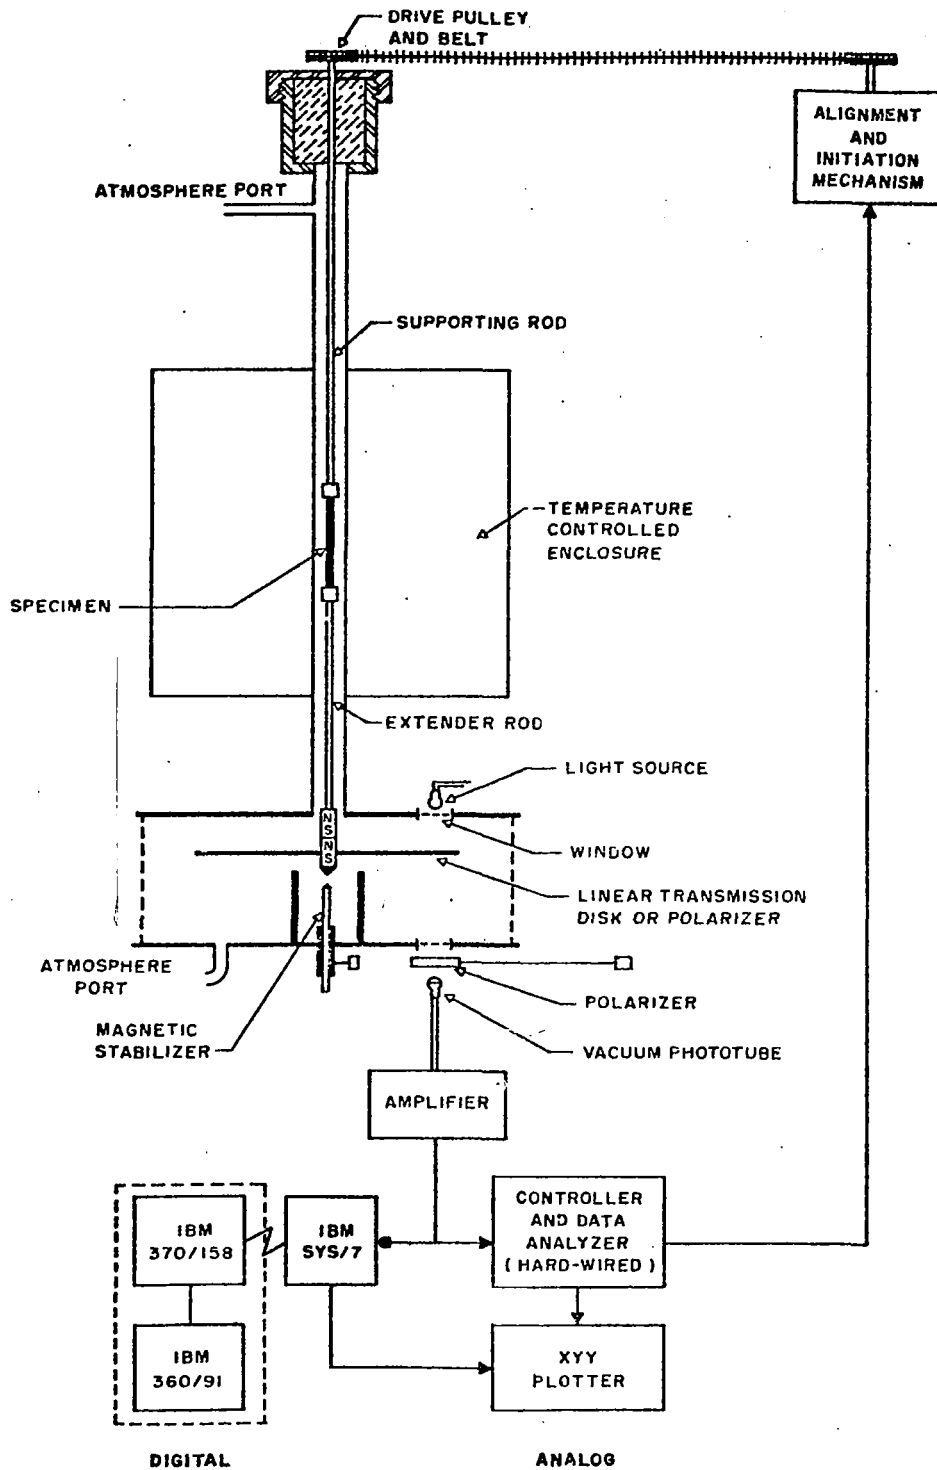 DRIVE PULLEY
AND BELT
ALIGNMENT
AND
INITIATION
MECHANISM
ATMOSPHERE PORT
SUPPORTING ROD
TEMPERATURE
CONTROLLED
ENCLOSURE
SPECIMEN
EXTENDER ROD
LIGHT SOURCE
N
S
N
S
WINDOW
LINEAR TRANSMISSION
DISK OR POLARIZER
ATMOSPHERE
PORT
POLARIZER
MAGNETIC
STABILIZER
VACUUM PHOTOTUBE
AMPLIFIER
IBM
370/158
IBM
SYS/7
CONTROLLER
AND DATA
ANALYZER
(HARD-WIRED)
IBM
360/91
XYY
PLOTTER
DIGITAL
ANALOG